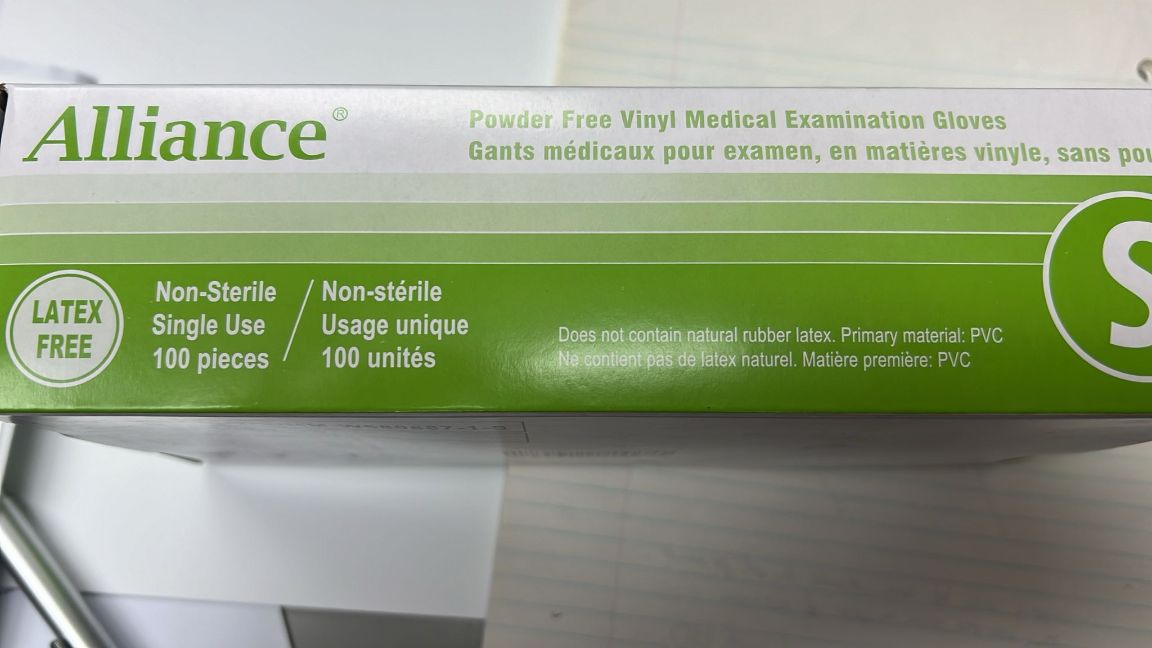 Alliance®
Powder Free Vinyl Medical Examination Gloves
Gants médicaux pour examen, en matières vinyle, sans
S
LATEX
FREE
Non-Sterile / Non-stérile
Single Use Usage unique
100 pieces 100 unités
Does not contain natural rubber latex. Primary material: PVC
Ne contient pas de latex naturel. Matière première: PVC